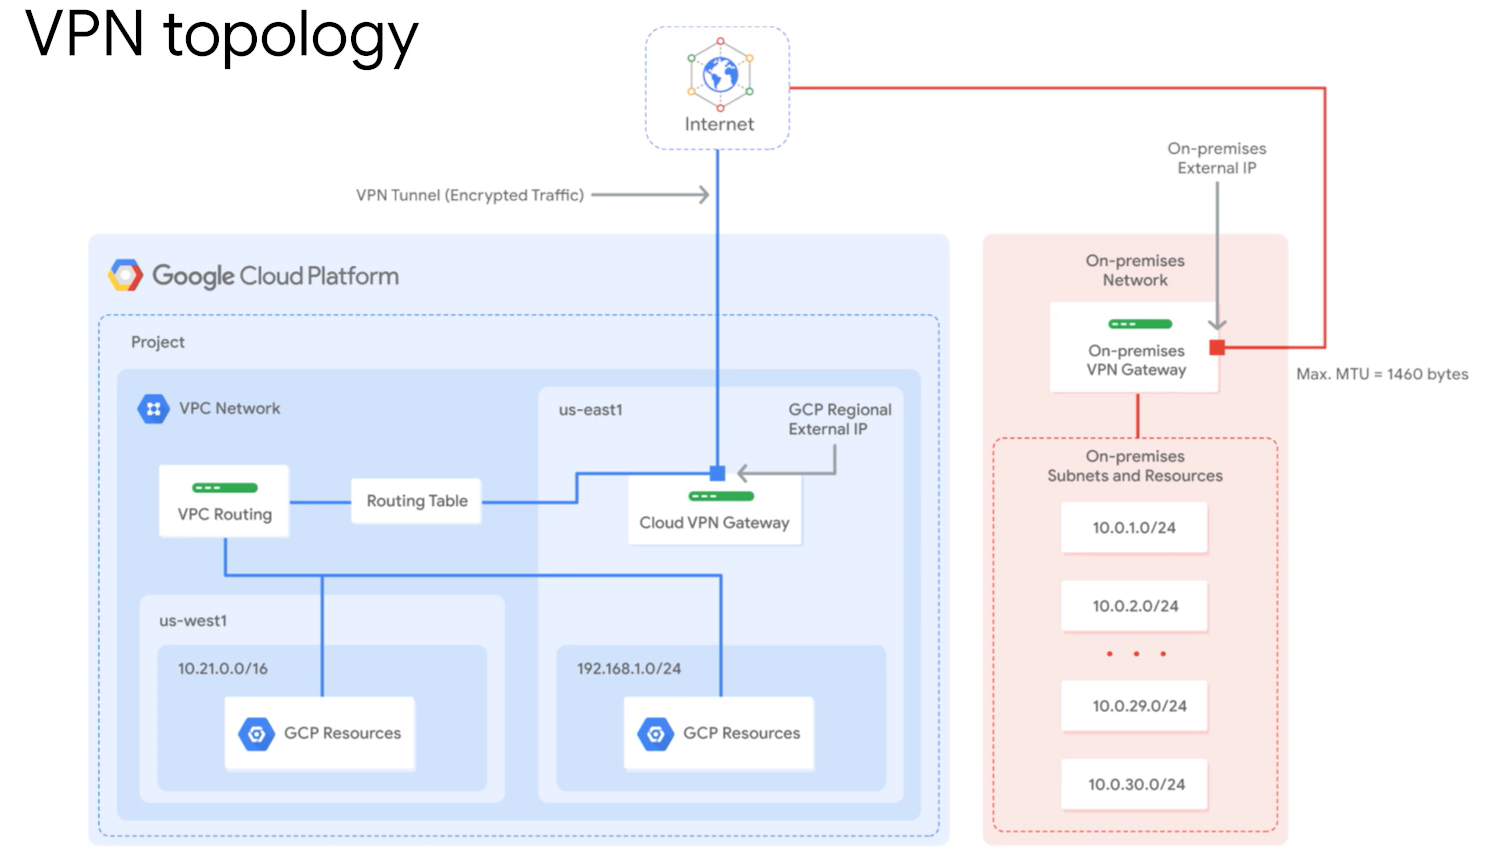 VPN topology
Internet
On-premises
External IP
VPN Tunnel (Encrypted Traffic)
Google Cloud Platform
On-premises
Network
Project
On-premises
VPN Gateway
Max. MTU = 1460 bytes
VPC Network
us-east1
GCP Regional
External IP
On-premises
Subnets and Resources
VPC Routing
Routing Table
Cloud VPN Gateway
10.0.1.0/24
10.0.2.0/24
• • •
10.0.29.0/24
10.0.30.0/24
us-west1
10.21.0.0/16
GCP Resources
192.168.1.0/24
GCP Resources